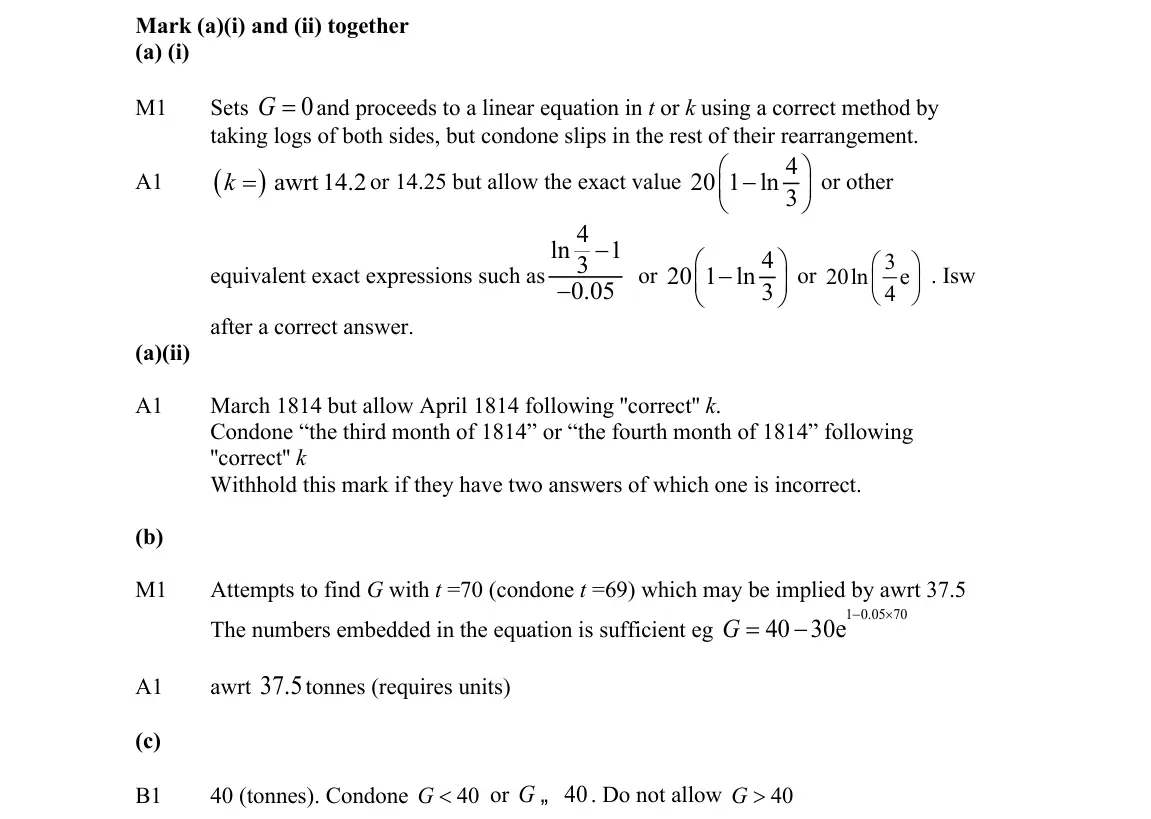 Mark (a)(i) and (ii) together
(a) (i)
M1 Sets G = 0 and proceeds to a linear equation in t or k using a correct method by
taking logs of both sides, but condone slips in the rest of their rearrangement.
A1 (k =) awrt 14.2 or 14.25 but allow the exact value 20(1 − ln 4/3) or other
equivalent exact expressions such as (ln 4/3 − 1)/−0.05 or 20(1 − ln 4/3) or 20 ln(3/4 e) . Isw
after a correct answer.
(a)(ii)
A1 March 1814 but allow April 1814 following "correct" k.
Condone “the third month of 1814” or “the fourth month of 1814” following
"correct" k
Withhold this mark if they have two answers of which one is incorrect.
(b)
M1 Attempts to find G with t =70 (condone t =69) which may be implied by awrt 37.5
The numbers embedded in the equation is sufficient eg G = 40 − 30e^(1−0.05×70)
A1 awrt 37.5 tonnes (requires units)
(c)
B1 40 (tonnes). Condone G < 40 or G „ 40. Do not allow G > 40